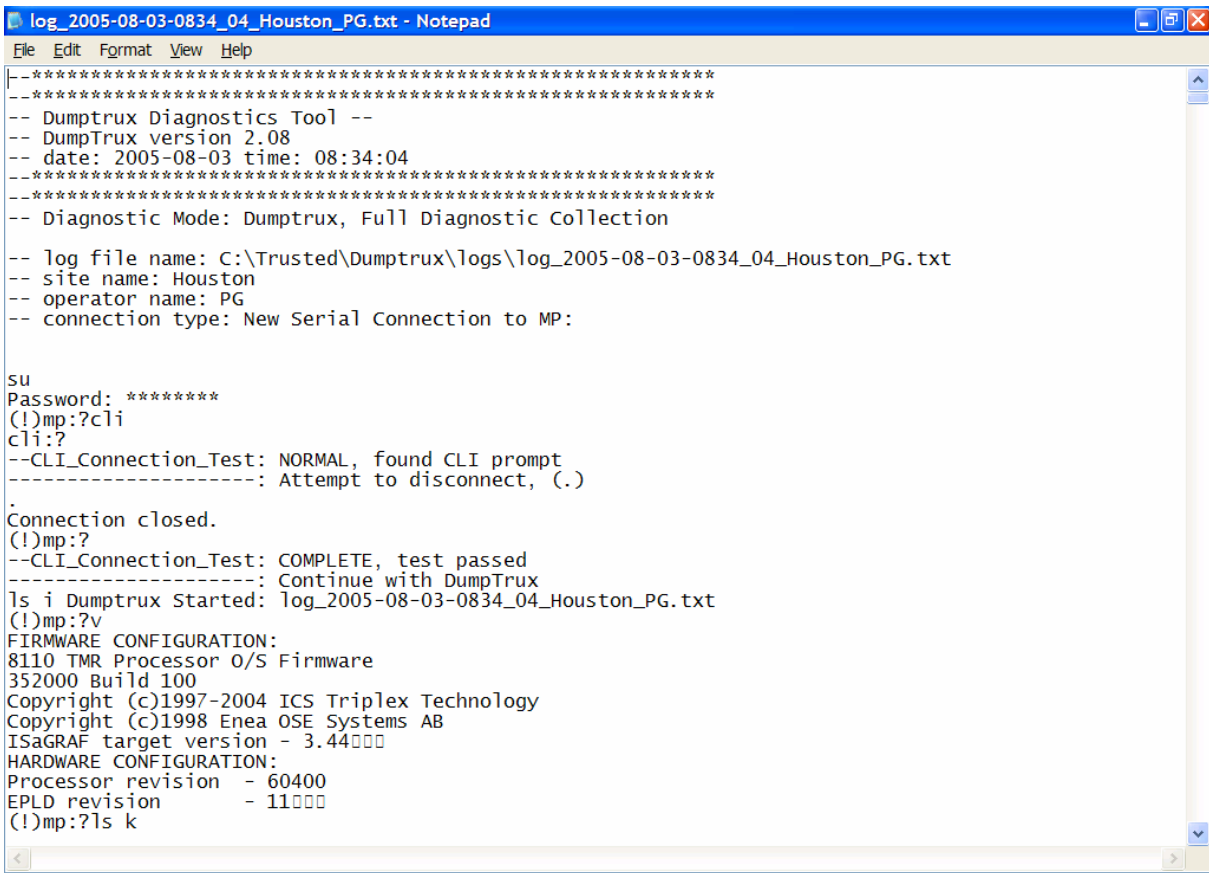 log_2005-08-03-0834_04_Houston_PG.txt - Notepad
File Edit Format View Help
--**********************************************************
--**********************************************************
-- Dumptrux Diagnostics Tool --
-- DumpTrux version 2.08
-- date: 2005-08-03 time: 08:34:04
--**********************************************************
--**********************************************************
-- Diagnostic Mode: Dumptrux, Full Diagnostic Collection
-- log file name: C:\Trusted\Dumptrux\logs\log_2005-08-03-0834_04_Houston_PG.txt
-- site name: Houston
-- operator name: PG
-- connection type: New Serial Connection to MP:
su
Password: ********
(!)mp:?cli
cli:?
--CLI_Connection_Test: NORMAL, found CLI prompt
---------------------: Attempt to disconnect, (.)
.
Connection closed.
(!)mp:?
--CLI_Connection_Test: COMPLETE, test passed
---------------------: Continue with DumpTrux
ls i Dumptrux Started: log_2005-08-03-0834_04_Houston_PG.txt
(!)mp:?v
FIRMWARE CONFIGURATION:
8110 TMR Processor O/S Firmware
352000 Build 100
Copyright (c)1997-2004 ICS Triplex Technology
Copyright (c)1998 Enea OSE Systems AB
ISaGRAF target version - 3.44▯▯▯
HARDWARE CONFIGURATION:
Processor revision  - 60400
EPLD revision       - 11▯▯▯
(!)mp:?ls k